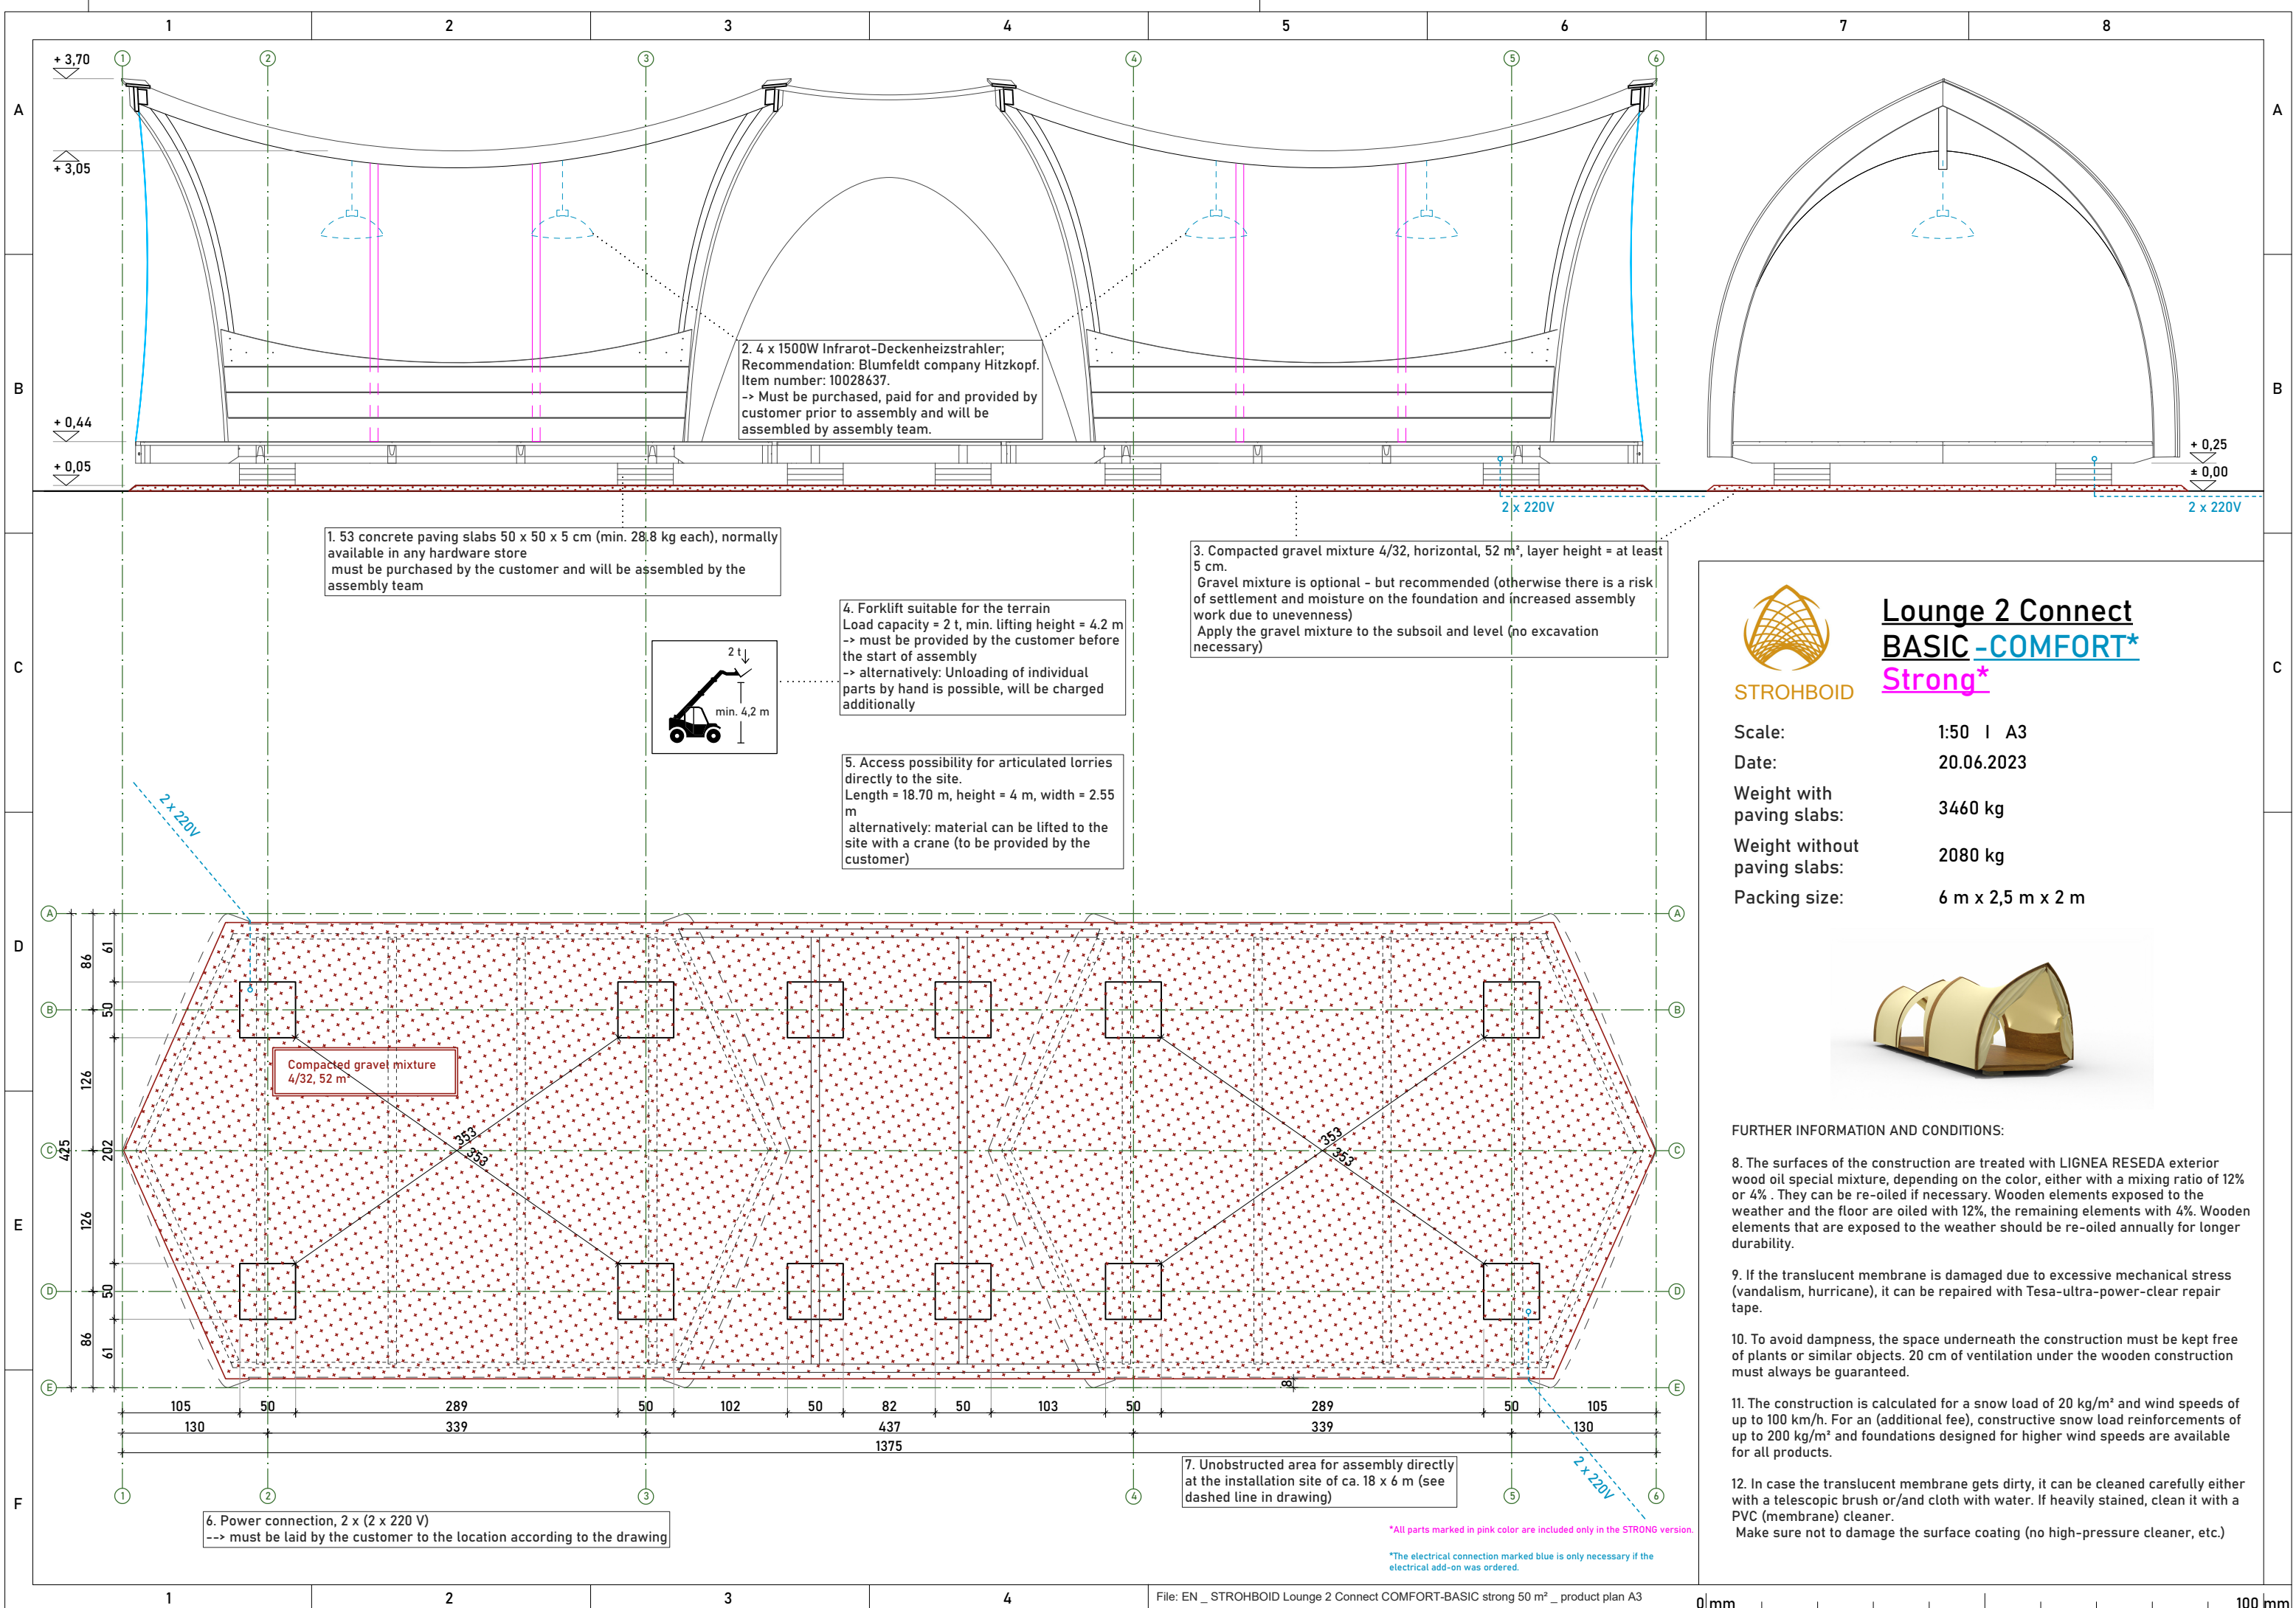 1 2 3 4 5 6 7 8
A
B
C
D
E
F
A
B
C
1 2 3 4 5 6
+ 3,70
+ 3,05
+ 0,44
+ 0,05
+ 0,25
± 0,00
2 x 220V
2 x 220V
2. 4 x 1500W Infrarot-Deckenheizstrahler;
Recommendation: Blumfeldt company Hitzkopf.
Item number: 10028637.
-> Must be purchased, paid for and provided by
customer prior to assembly and will be
assembled by assembly team.
1. 53 concrete paving slabs 50 x 50 x 5 cm (min. 28.8 kg each), normally
available in any hardware store
must be purchased by the customer and will be assembled by the
assembly team
3. Compacted gravel mixture 4/32, horizontal, 52 m², layer height = at least
5 cm.
Gravel mixture is optional - but recommended (otherwise there is a risk
of settlement and moisture on the foundation and increased assembly
work due to unevenness)
Apply the gravel mixture to the subsoil and level (no excavation
necessary)
4. Forklift suitable for the terrain
Load capacity = 2 t, min. lifting height = 4.2 m
-> must be provided by the customer before
the start of assembly
-> alternatively: Unloading of individual
parts by hand is possible, will be charged
additionally
2 t
min. 4,2 m
5. Access possibility for articulated lorries
directly to the site.
Length = 18.70 m, height = 4 m, width = 2.55
m
alternatively: material can be lifted to the
site with a crane (to be provided by the
customer)
2 x 220V
A
B
C
D
E
A
B
C
D
E
425
86
126
126
86
61
50
202
50
61
Compacted gravel mixture
4/32, 52 m²
353
353
353
353
8
105 50 289 50 102 50 82 50 103 50 289 50 105
130 339 437 339 130
1375
1 2 3 4 5 6
2 x 220V
6. Power connection, 2 x (2 x 220 V)
--> must be laid by the customer to the location according to the drawing
7. Unobstructed area for assembly directly
at the installation site of ca. 18 x 6 m (see
dashed line in drawing)
*All parts marked in pink color are included only in the STRONG version.
*The electrical connection marked blue is only necessary if the
electrical add-on was ordered.
STROHBOID
Lounge 2 Connect
BASIC -COMFORT*
Strong*
Scale: 1:50 I A3
Date: 20.06.2023
Weight with
paving slabs: 3460 kg
Weight without
paving slabs: 2080 kg
Packing size: 6 m x 2,5 m x 2 m
FURTHER INFORMATION AND CONDITIONS:
8. The surfaces of the construction are treated with LIGNEA RESEDA exterior
wood oil special mixture, depending on the color, either with a mixing ratio of 12%
or 4% . They can be re-oiled if necessary. Wooden elements exposed to the
weather and the floor are oiled with 12%, the remaining elements with 4%. Wooden
elements that are exposed to the weather should be re-oiled annually for longer
durability.
9. If the translucent membrane is damaged due to excessive mechanical stress
(vandalism, hurricane), it can be repaired with Tesa-ultra-power-clear repair
tape.
10. To avoid dampness, the space underneath the construction must be kept free
of plants or similar objects. 20 cm of ventilation under the wooden construction
must always be guaranteed.
11. The construction is calculated for a snow load of 20 kg/m² and wind speeds of
up to 100 km/h. For an (additional fee), constructive snow load reinforcements of
up to 200 kg/m² and foundations designed for higher wind speeds are available
for all products.
12. In case the translucent membrane gets dirty, it can be cleaned carefully either
with a telescopic brush or/and cloth with water. If heavily stained, clean it with a
PVC (membrane) cleaner.
Make sure not to damage the surface coating (no high-pressure cleaner, etc.)
1 2 3 4
File: EN _ STROHBOID Lounge 2 Connect COMFORT-BASIC strong 50 m² _ product plan A3
0 mm 100 mm